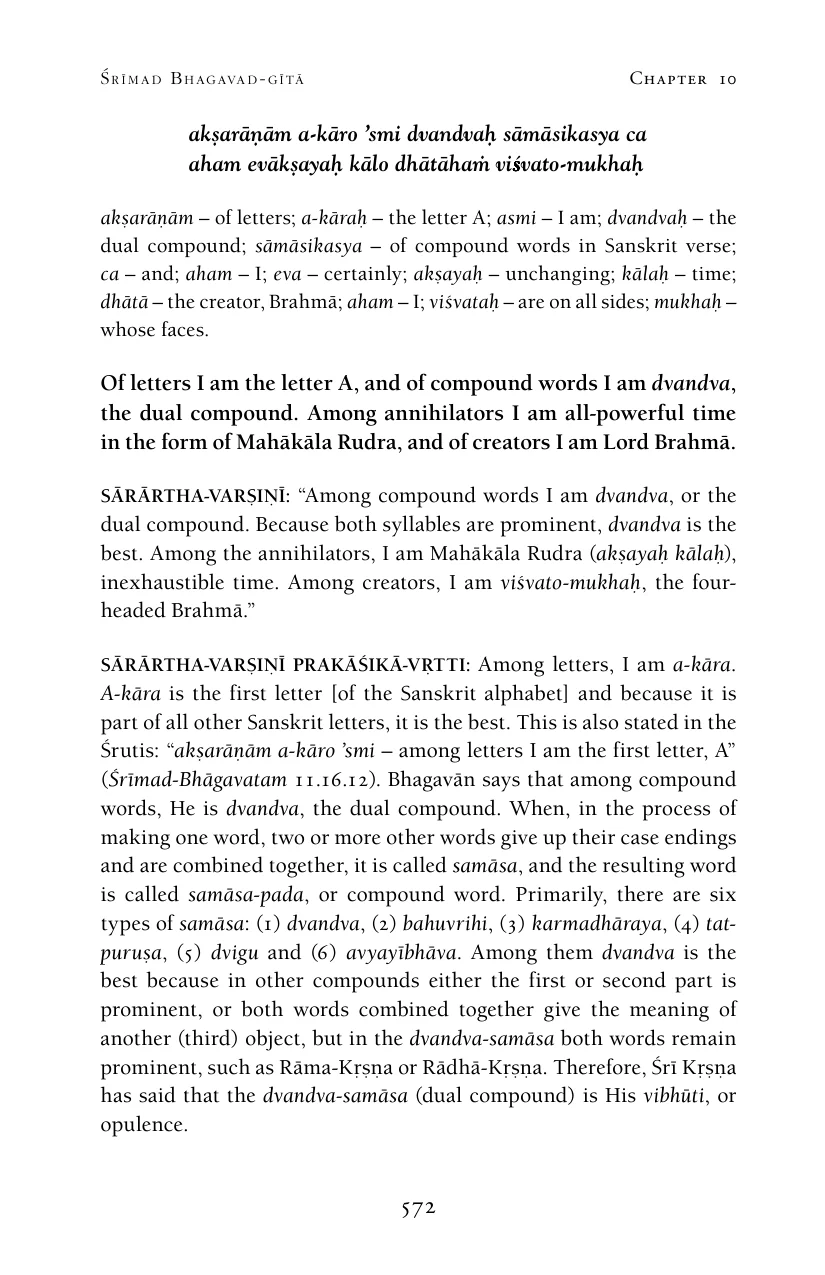 Śrīmad Bhagavad-gītā Chapter 10
akṣarāṇām a-kāro ’smi dvandvaḥ sāmāsikasya ca
aham evākṣayaḥ kālo dhātāhaṁ viśvato-mukhaḥ
akṣarāṇām – of letters; a-kāraḥ – the letter A; asmi – I am; dvandvaḥ – the
dual compound; sāmāsikasya – of compound words in Sanskrit verse;
ca – and; aham – I; eva – certainly; akṣayaḥ – unchanging; kālaḥ – time;
dhātā – the creator, Brahmā; aham – I; viśvataḥ – are on all sides; mukhaḥ –
whose faces.
Of letters I am the letter A, and of compound words I am dvandva,
the dual compound. Among annihilators I am all-powerful time
in the form of Mahākāla Rudra, and of creators I am Lord Brahmā.
SĀRĀRTHA-VARṢIṆĪ: “Among compound words I am dvandva, or the
dual compound. Because both syllables are prominent, dvandva is the
best. Among the annihilators, I am Mahākāla Rudra (akṣayaḥ kālaḥ),
inexhaustible time. Among creators, I am viśvato-mukhaḥ, the four-
headed Brahmā.”
SĀRĀRTHA-VARṢIṆĪ PRAKĀŚIKĀ-VṚTTI: Among letters, I am a-kāra.
A-kāra is the first letter [of the Sanskrit alphabet] and because it is
part of all other Sanskrit letters, it is the best. This is also stated in the
Śrutis: “akṣarāṇām a-kāro ’smi – among letters I am the first letter, A”
(Śrīmad-Bhāgavatam 11.16.12). Bhagavān says that among compound
words, He is dvandva, the dual compound. When, in the process of
making one word, two or more other words give up their case endings
and are combined together, it is called samāsa, and the resulting word
is called samāsa-pada, or compound word. Primarily, there are six
types of samāsa: (1) dvandva, (2) bahuvrihi, (3) karmadhāraya, (4) tat-
puruṣa, (5) dvigu and (6) avyayībhāva. Among them dvandva is the
best because in other compounds either the first or second part is
prominent, or both words combined together give the meaning of
another (third) object, but in the dvandva-samāsa both words remain
prominent, such as Rāma-Kṛṣṇa or Rādhā-Kṛṣṇa. Therefore, Śrī Kṛṣṇa
has said that the dvandva-samāsa (dual compound) is His vibhūti, or
opulence.
572